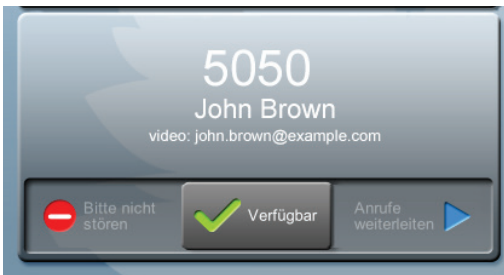 5050
John Brown
video: john.brown@example.com
Bitte nicht
stören
Verfügbar
Anrufe
weiterleiten